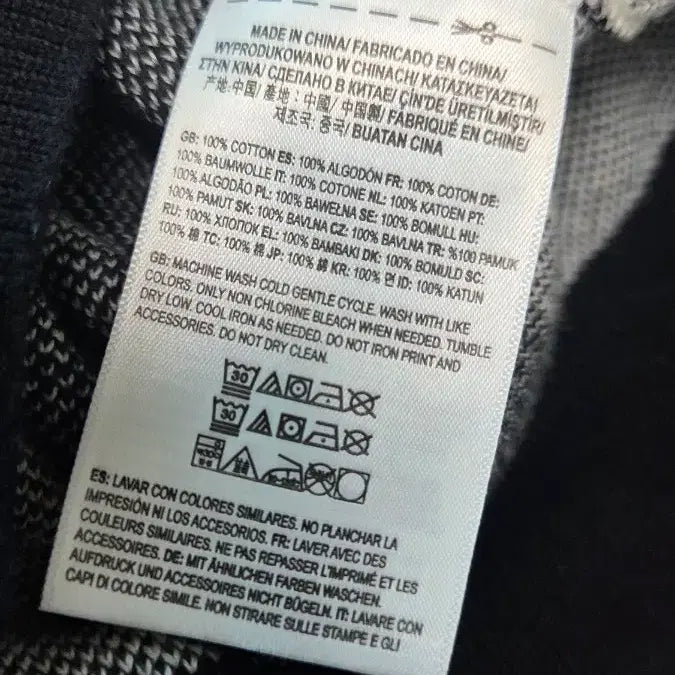 MADE IN CHINA/ FABRICADO EN CHINA/
WYPRODUKOWANO W CHINACH/ ΚΑΤΑΣΚΕΥΑΖΕΤΑΙ
ΣΤΗΝ ΚΙΝΑ/ СДЕЛАНО В КИТАЕ/ ÇİN'DE ÜRETİLMİŞTİR/
产地:中国/ 產地:中國/ 中国製/ FABRIQUÉ EN CHINE/
제조국: 중국/ BUATAN CINA
GB: 100% COTTON ES: 100% ALGODÓN FR: 100% COTON DE:
100% BAUMWOLLE IT: 100% COTONE NL: 100% KATOEN PT:
100% ALGODÃO PL: 100% BAWEŁNA SE: 100% BOMULL HU:
100% PAMUT SK: 100% BAVLNA CZ: 100% BAVLNA TR: %100 PAMUK
RU: 100% ХЛОПОК EL: 100% ΒΑΜΒΑΚΙ DK: 100% BOMULD SC:
100% 棉 TC: 100% 棉 JP: 100% 綿 KR: 100% 면 ID: 100% KATUN
GB: MACHINE WASH COLD GENTLE CYCLE. WASH WITH LIKE
COLORS. ONLY NON CHLORINE BLEACH WHEN NEEDED. TUMBLE
DRY LOW. COOL IRON AS NEEDED. DO NOT IRON PRINT AND
ACCESSORIES. DO NOT DRY CLEAN.
30
30
ES: LAVAR CON COLORES SIMILARES. NO PLANCHAR LA
IMPRESIÓN NI LOS ACCESORIOS. FR: LAVER AVEC DES
COULEURS SIMILAIRES. NE PAS REPASSER L'IMPRIMÉ ET LES
ACCESSOIRES. DE: MIT ÄHNLICHEN FARBEN WASCHEN.
AUFDRUCK UND ACCESSOIRES NICHT BÜGELN. IT: LAVARE CON
CAPI DI COLORE SIMILE. NON STIRARE SULLE STAMPE E GLI